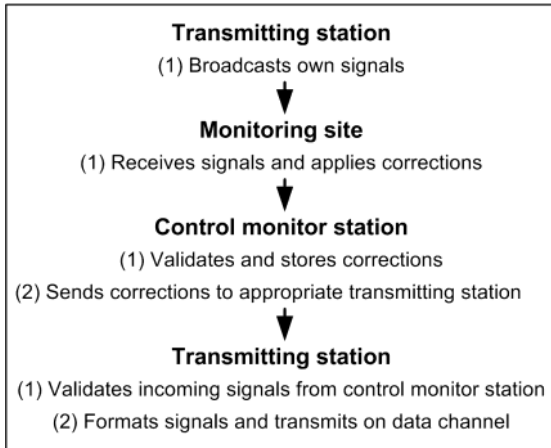 Transmitting station
(1) Broadcasts own signals
Monitoring site
(1) Receives signals and applies corrections
Control monitor station
(1) Validates and stores corrections
(2) Sends corrections to appropriate transmitting station
Transmitting station
(1) Validates incoming signals from control monitor station
(2) Formats signals and transmits on data channel